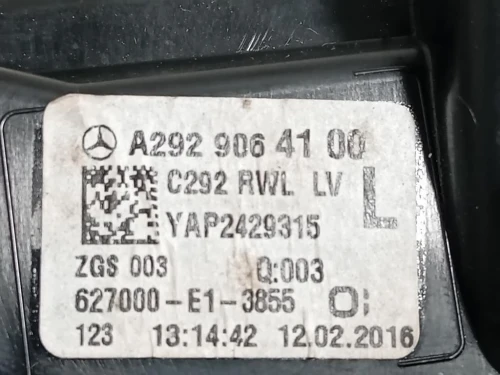 A292 906 41 00
C292 RWL LV L
YAP2429315
ZGS 003 Q:003
627000-E1-3855
123 13:14:42 12.02.2016